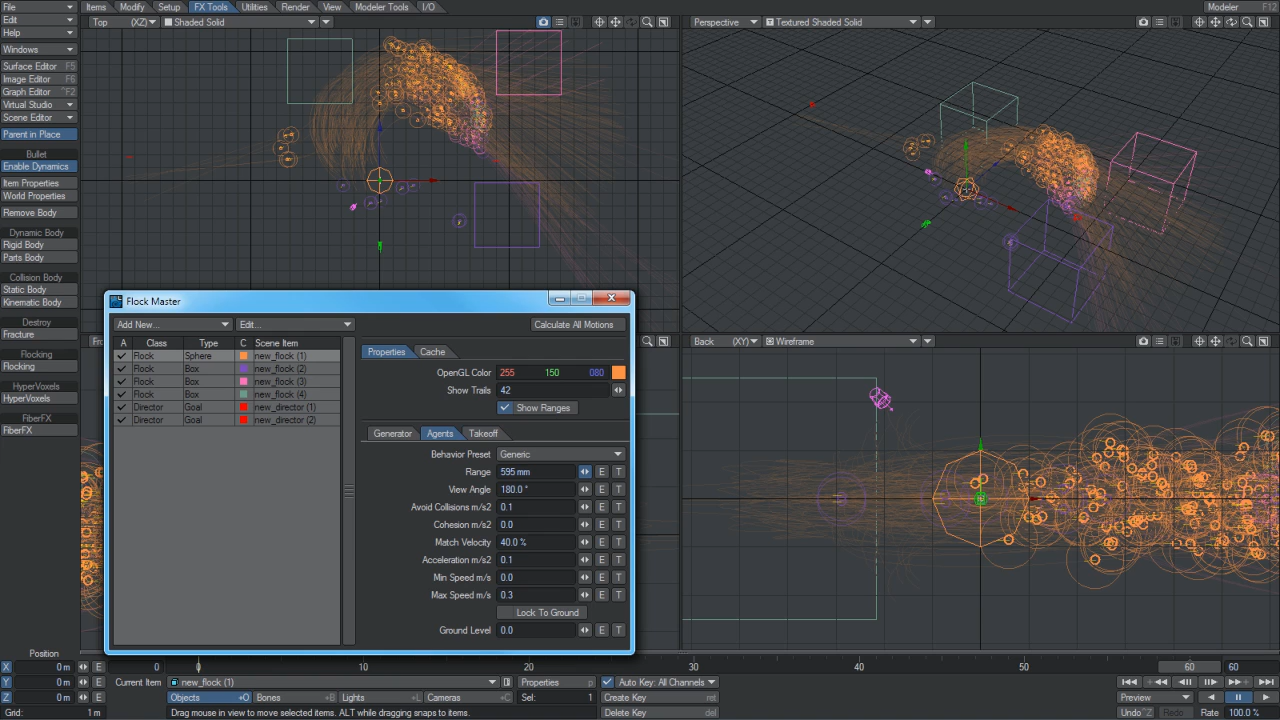 File
Edit
Help
Windows
Surface Editor F5
Image Editor F6
Graph Editor ^F2
Virtual Studio
Scene Editor
Parent in Place
Bullet
Enable Dynamics
Item Properties
World Properties
Remove Body
Dynamic Body
Rigid Body
Parts Body
Collision Body
Static Body
Kinematic Body
Destroy
Fracture
Flocking
Flocking
HyperVoxels
HyperVoxels
FiberFX
FiberFX
Items Modify Setup FX Tools Utilities Render View Modeler Tools I/O
Modeler F12
Top (XZ) Shaded Solid
Perspective Textured Shaded Solid
Back (XY) Wireframe
Flock Master
Add New... Edit... Calculate All Motions
A Class Type C Scene Item
Flock Sphere new_flock (1)
Flock Box new_flock (2)
Flock Box new_flock (3)
Flock Box new_flock (4)
Director Goal new_director (1)
Director Goal new_director (2)
Properties Cache
OpenGL Color 255 150 080
Show Trails 42
Show Ranges
Generator Agents Takeoff
Behavior Preset Generic
Range 595 mm E T
View Angle 180.0 ° E T
Avoid Collisions m/s2 0.1 E T
Cohesion m/s2 0.0 E T
Match Velocity 40.0 % E T
Acceleration m/s2 0.1 E T
Min Speed m/s 0.0 E T
Max Speed m/s 0.3 E T
Lock To Ground
Ground Level 0.0 E T
Position
X 0 m E
Y 0 m E
Z 0 m E
Grid: 1 m
0 0 10 20 30 40 50 60 60
Current Item new_flock (1) Properties p Auto Key: All Channels
Objects +O Bones +B Lights +L Cameras +C Sel: 1 Create Key ret
Drag mouse in view to move selected items. ALT while dragging snaps to items. Delete Key del
Preview
Undo ^Z Redo Z Rate 100.0 %